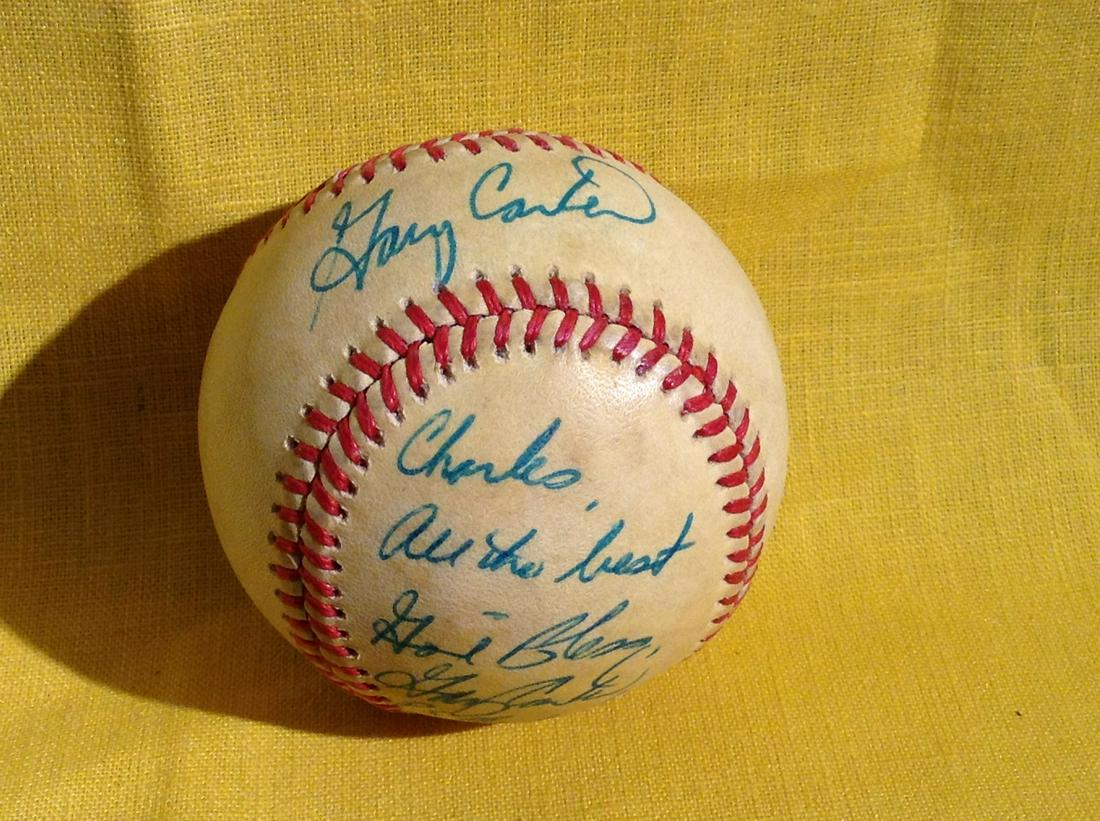 Gary Carter
Charles,
All the best
God Bless,
Gary Carter